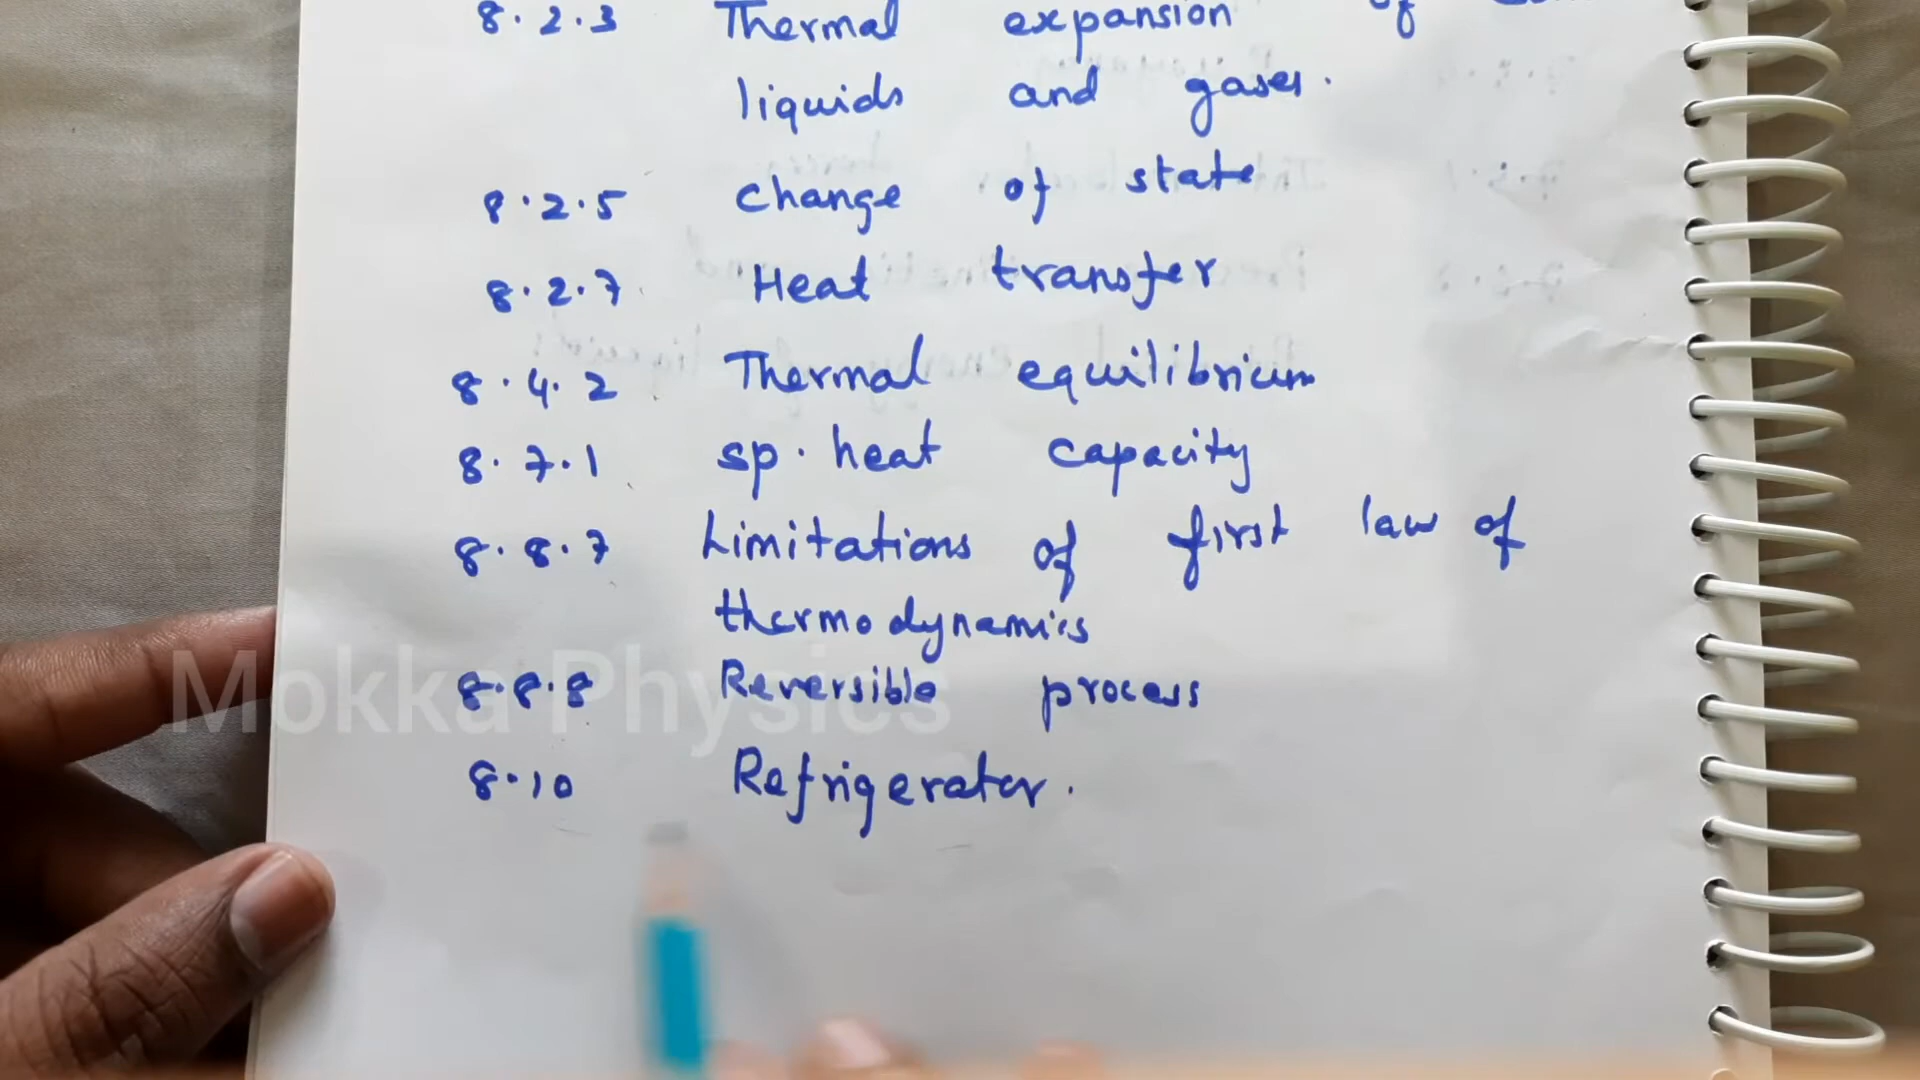 8.2.3 Thermal expansion of
liquids and gases.
8.2.5 change of state
8.2.7 Heat transfer
8.4.2 Thermal equilibrium
8.7.1 sp. heat capacity
8.8.7 Limitations of first law of
thermodynamics
8.8.8 Reversible process
8.10 Refrigerator.
Mokka Physics